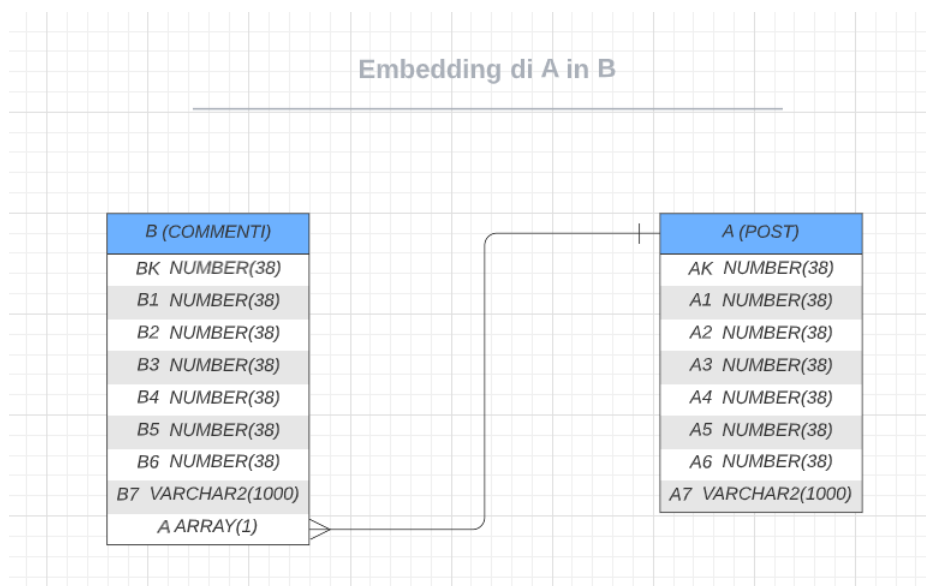 Embedding di A in B
B (COMMENTI)
BK NUMBER(38)
B1 NUMBER(38)
B2 NUMBER(38)
B3 NUMBER(38)
B4 NUMBER(38)
B5 NUMBER(38)
B6 NUMBER(38)
B7 VARCHAR2(1000)
A ARRAY(1)
A (POST)
AK NUMBER(38)
A1 NUMBER(38)
A2 NUMBER(38)
A3 NUMBER(38)
A4 NUMBER(38)
A5 NUMBER(38)
A6 NUMBER(38)
A7 VARCHAR2(1000)